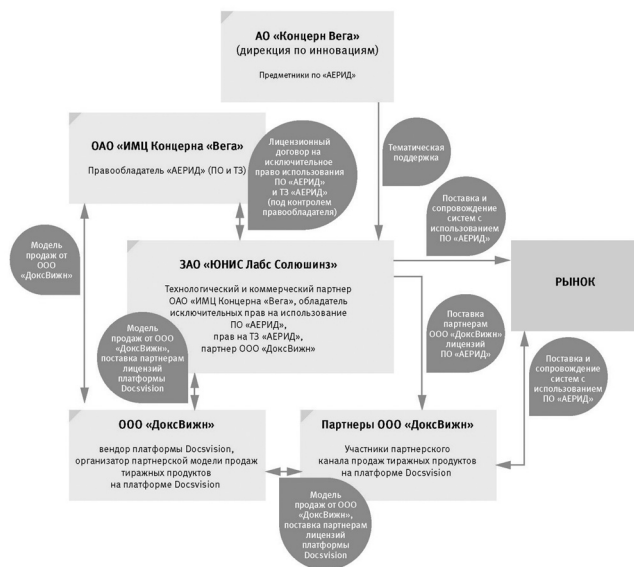 АО «Концерн Вега»
(дирекция по инновациям)
Предметники по «АЕРИД»
ОАО «ИМЦ Концерна «Вега»
Правообладатель «АЕРИД» (ПО и ТЗ)
Лицензионный
договор на
исключительное
право использования
ПО «АЕРИД»
и ТЗ «АЕРИД»
(под контролем
правообладателя)
Тематическая
поддержка
Поставка и
сопровождение
систем с
использованием
ПО «АЕРИД»
Модель
продаж от
ООО
«ДоксВижн»
ЗАО «ЮНИС Лабс Солюшинз»
Технологический и коммерческий партнер
ОАО «ИМЦ Концерна «Вега», обладатель
исключительных прав на использование
ПО «АЕРИД»,
прав на ТЗ «АЕРИД»,
партнер ООО «ДоксВижн»
РЫНОК
Модель
продаж от ООО
«ДоксВижн»,
поставка партнерам
лицензий
платформы
Docsvision
Поставка
партнерам
ООО «ДоксВижн»
лицензий
ПО «АЕРИД»
Поставка и
сопровождение
систем с
использованием
ПО «АЕРИД»
ООО «ДоксВижн»
вендор платформы Docsvision,
организатор партнерской модели продаж
тиражных продуктов
на платформе Docsvision
Партнеры ООО «ДоксВижн»
Участники партнерского
канала продаж тиражных продуктов
на платформе Docsvision
Модель
продаж от ООО
«ДоксВижн»,
поставка партнерам
лицензий
платформы
Docsvision